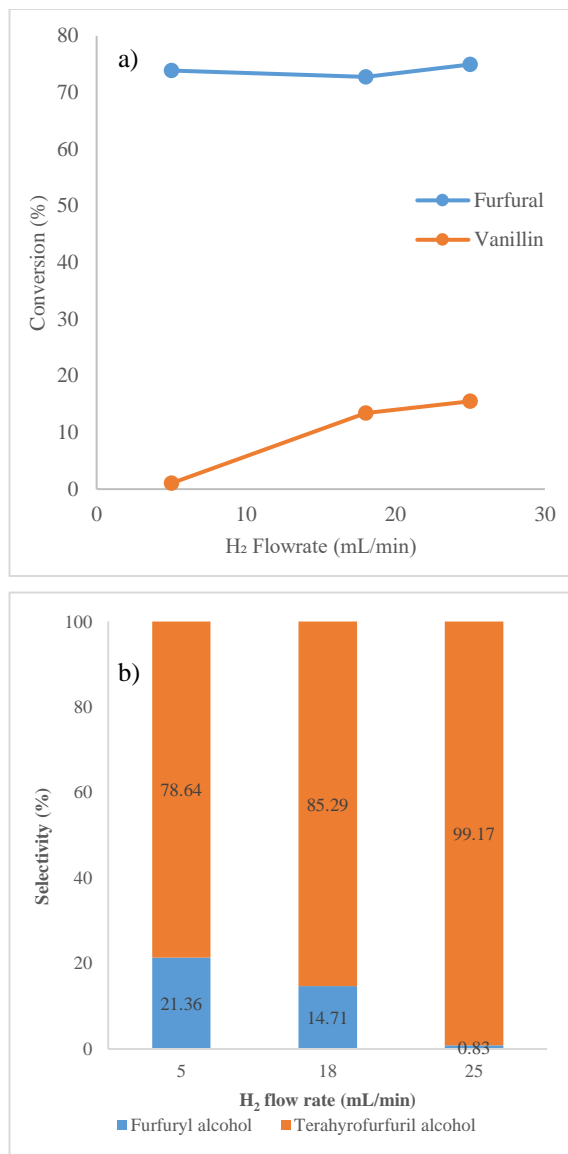 80
a)
70
60
50
Furfural
40
Vanillin
30
20
10
0
0
10
20
30
Conversion (%)
H₂ Flowrate (mL/min)
100
b)
80
78.64
85.29
99.17
60
40
20
21.36
14.71
0.83
0
5
18
25
Selectivity (%)
H₂ flow rate (mL/min)
Furfuryl alcohol
Terahyrofurfuril alcohol